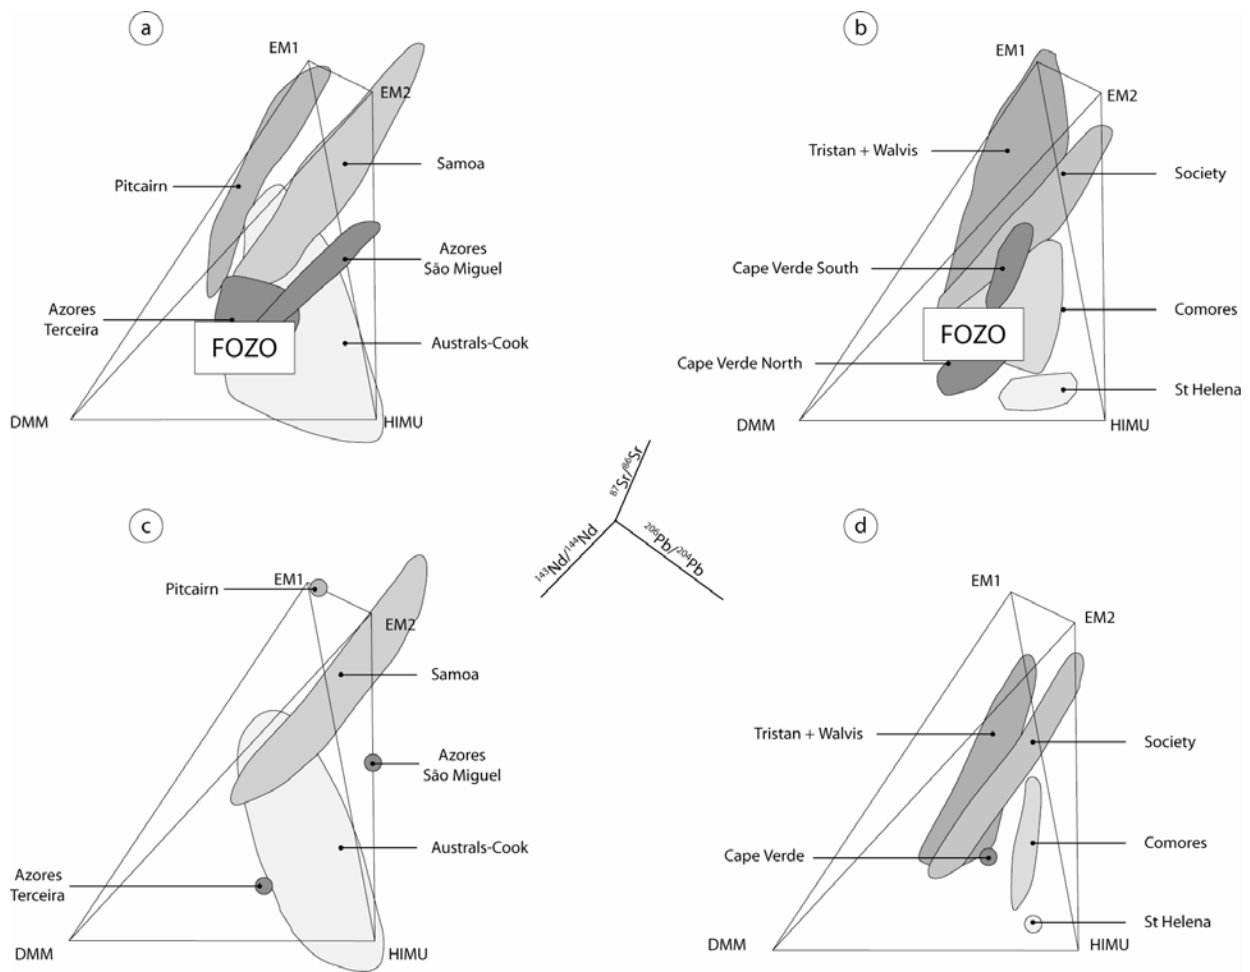 a
EM1
EM2
Samoa
Pitcairn
Azores
São Miguel
Azores
Terceira
FOZO
Australs-Cook
DMM
HIMU
b
EM1
EM2
Tristan + Walvis
Society
Cape Verde South
Comores
FOZO
Cape Verde North
St Helena
DMM
HIMU
87Sr/86Sr
143Nd/144Nd
206Pb/204Pb
c
EM1
Pitcairn
EM2
Samoa
Azores
São Miguel
Australs-Cook
Azores
Terceira
DMM
HIMU
d
EM1
EM2
Tristan + Walvis
Society
Cape Verde
Comores
St Helena
DMM
HIMU